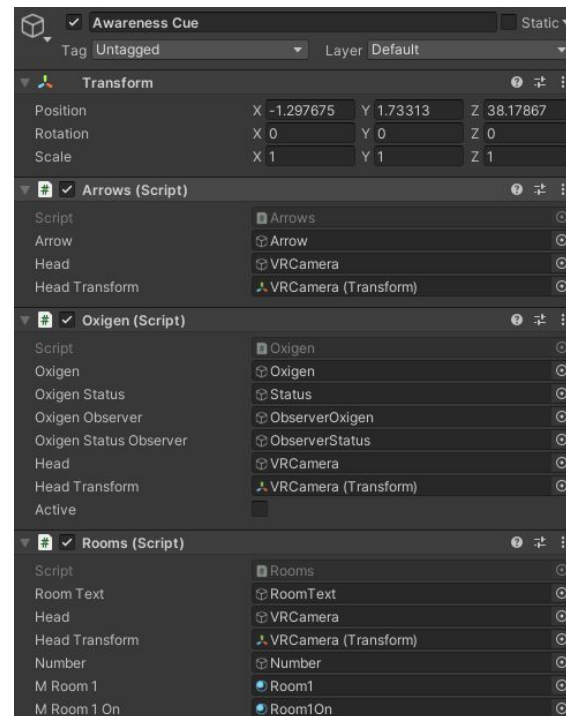 Awareness Cue Static
Tag Untagged Layer Default
Transform
Position X -1.297675 Y 1.73313 Z 38.17867
Rotation X 0 Y 0 Z 0
Scale X 1 Y 1 Z 1
# Arrows (Script)
Script Arrows
Arrow Arrow
Head VRCamera
Head Transform VRCamera (Transform)
# Oxigen (Script)
Script Oxigen
Oxigen Oxigen
Oxigen Status Status
Oxigen Observer ObserverOxigen
Oxigen Status Observer ObserverStatus
Head VRCamera
Head Transform VRCamera (Transform)
Active
# Rooms (Script)
Script Rooms
Room Text RoomText
Head VRCamera
Head Transform VRCamera (Transform)
Number Number
M Room 1 Room1
M Room 1 On Room1On